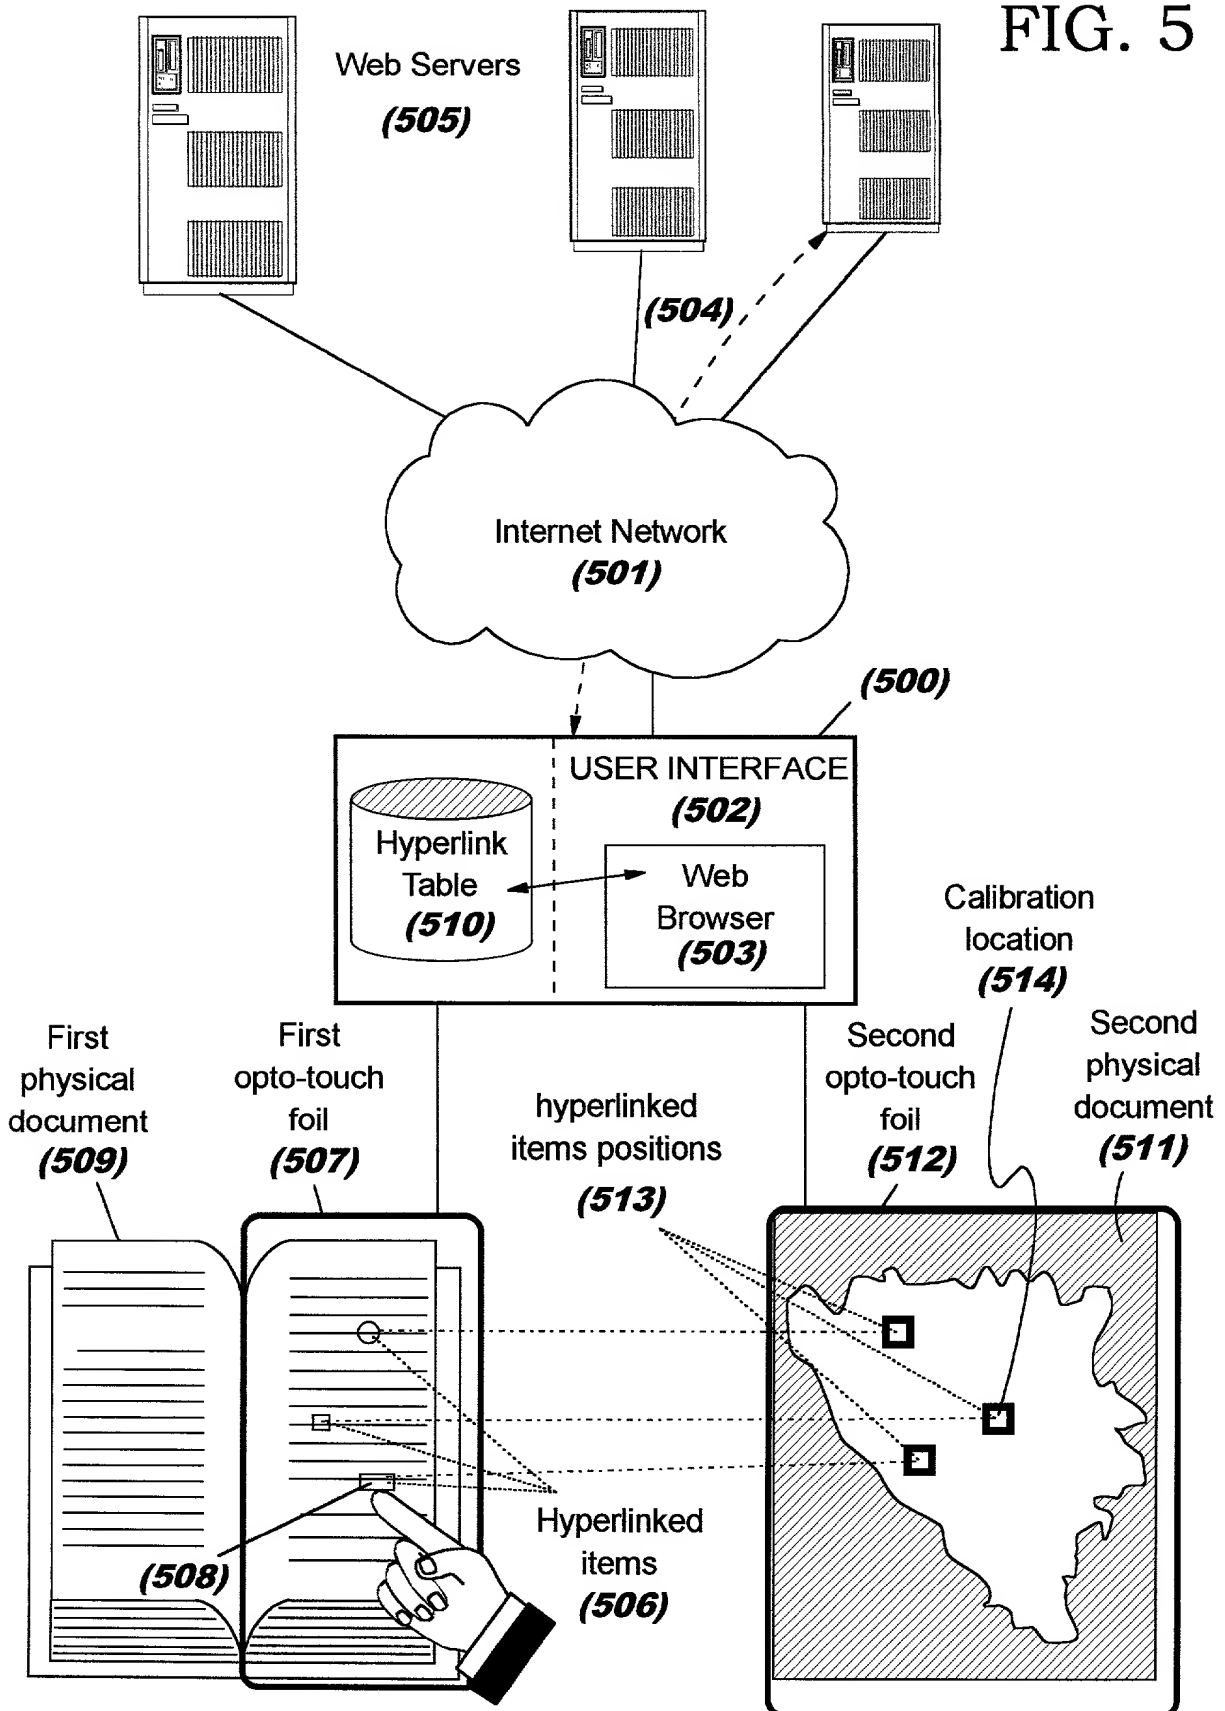 FIG. 5
Web Servers
(505)
(504)
Internet Network
(501)
(500)
USER INTERFACE
(502)
Hyperlink
Table
(510)
Web
Browser
(503)
Calibration
location
(514)
First
physical
document
(509)
First
opto-touch
foil
(507)
hyperlinked
items positions
(513)
Second
opto-touch
foil
(512)
Second
physical
document
(511)
(508)
Hyperlinked
items
(506)